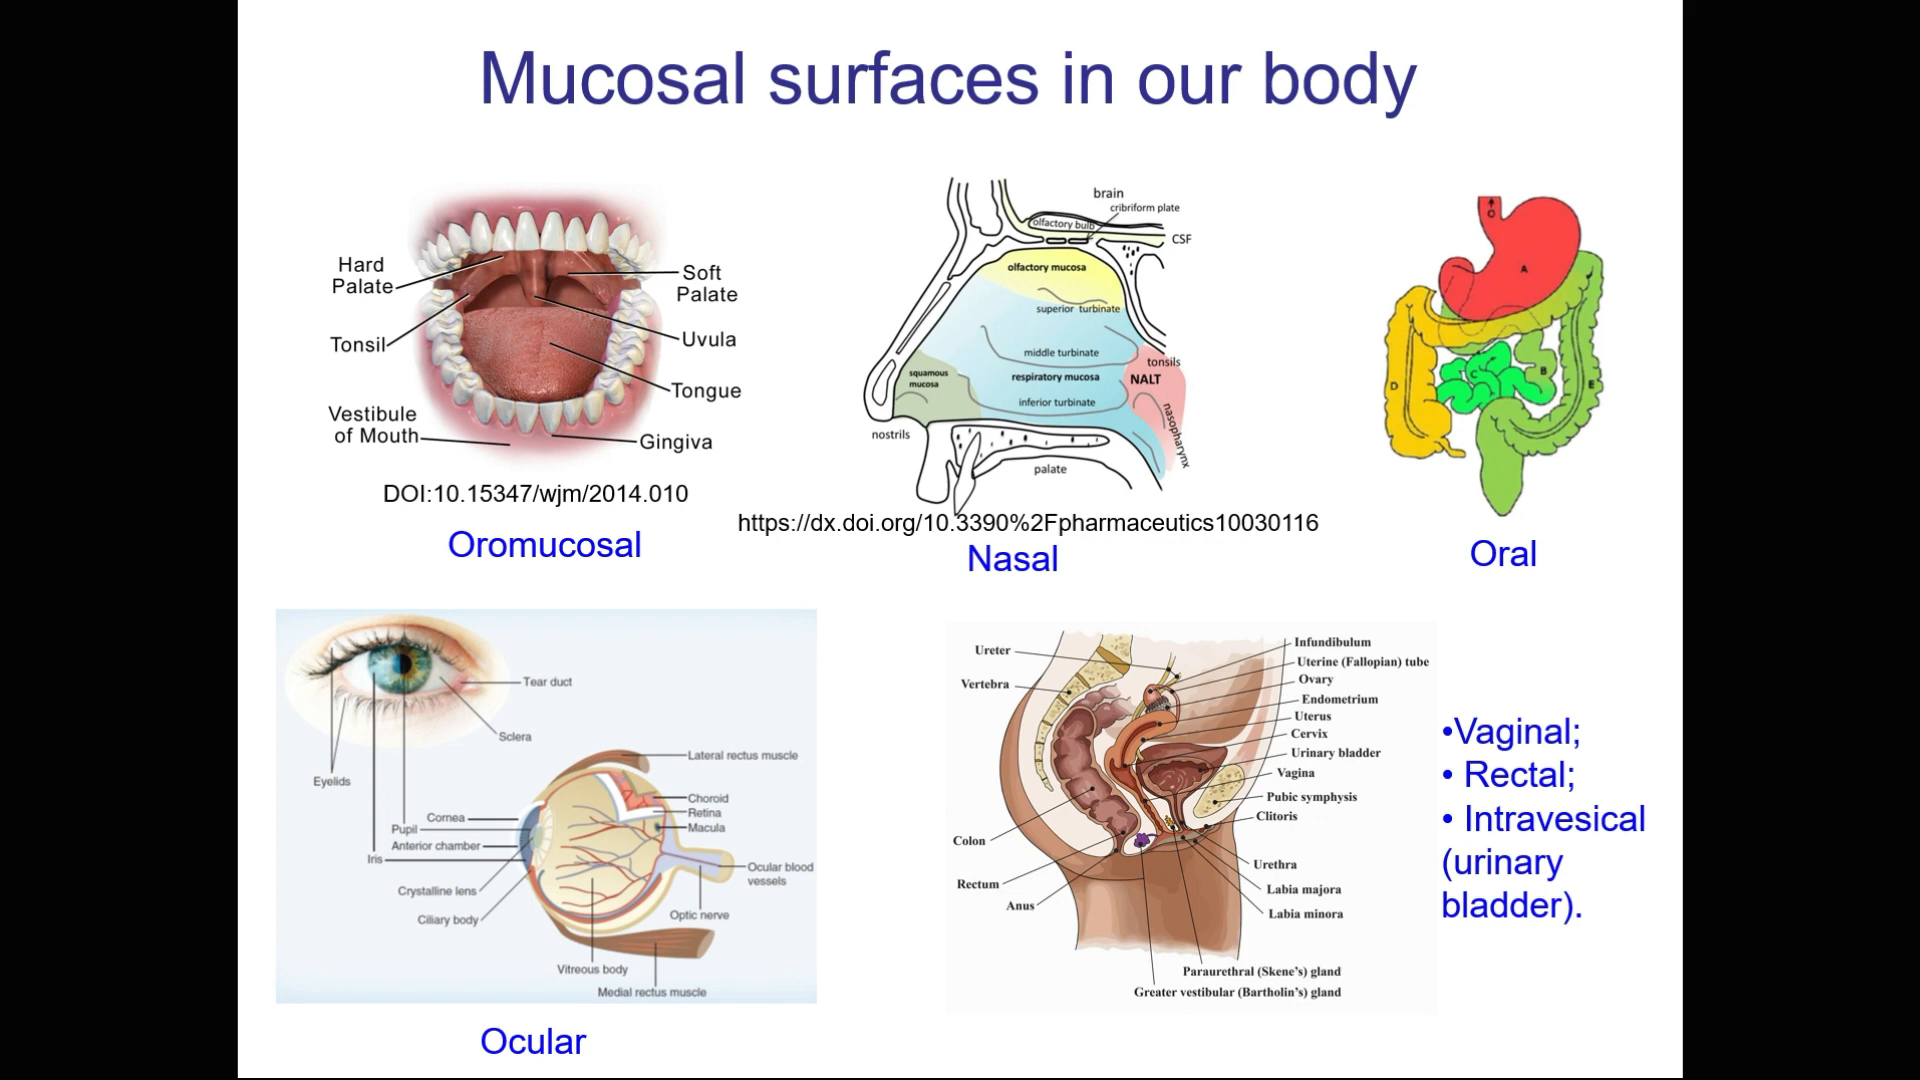 Mucosal surfaces in our body
Hard
Palate
Tonsil
Vestibule
of Mouth
Soft
Palate
Uvula
Tongue
Gingiva
DOI:10.15347/wjm/2014.010
Oromucosal
brain
cribriform plate
olfactory bulb
CSF
olfactory mucosa
superior turbinate
middle turbinate
tonsils
squamous
mucosa
respiratory mucosa
NALT
inferior turbinate
nasopharynx
nostrils
palate
https://dx.doi.org/10.3390%2Fpharmaceutics10030116
Nasal
O
A
B
C
D
E
Oral
Tear duct
Sclera
Eyelids
Lateral rectus muscle
Choroid
Retina
Macula
Cornea
Pupil
Anterior chamber
Iris
Crystalline lens
Ciliary body
Ocular blood
vessels
Optic nerve
Vitreous body
Medial rectus muscle
Ocular
Ureter
Vertebra
Colon
Rectum
Anus
Infundibulum
Uterine (Fallopian) tube
Ovary
Endometrium
Uterus
Cervix
Urinary bladder
Vagina
Pubic symphysis
Clitoris
Urethra
Labia majora
Labia minora
Paraurethral (Skene's) gland
Greater vestibular (Bartholin's) gland
•Vaginal;
• Rectal;
• Intravesical
(urinary
bladder).